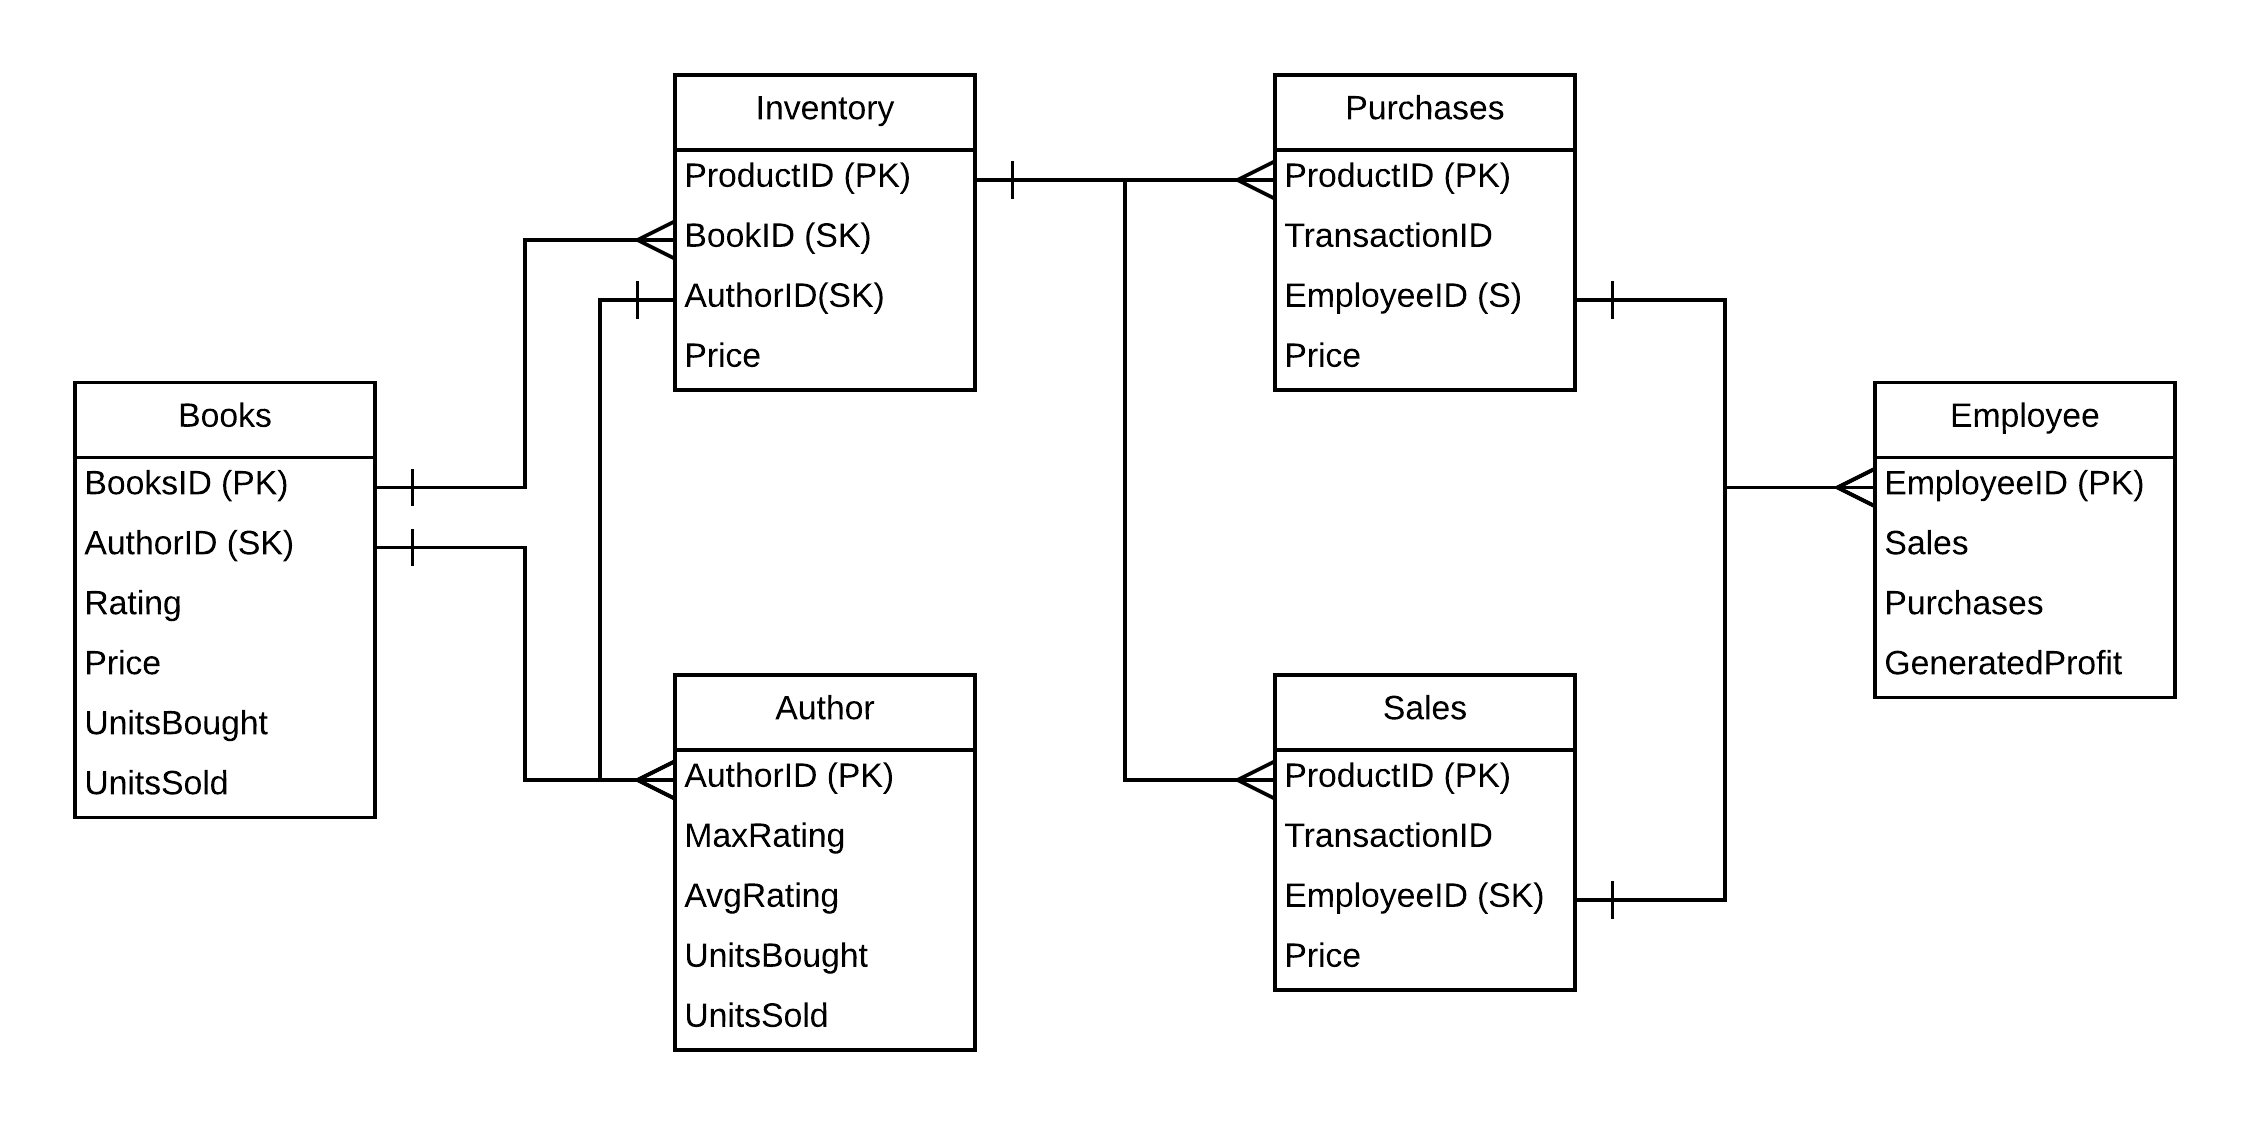 Inventory
ProductID (PK)
BookID (SK)
AuthorID(SK)
Price
Purchases
ProductID (PK)
TransactionID
EmployeeID (S)
Price
Books
BooksID (PK)
AuthorID (SK)
Rating
Price
UnitsBought
UnitsSold
Employee
EmployeeID (PK)
Sales
Purchases
GeneratedProfit
Author
AuthorID (PK)
MaxRating
AvgRating
UnitsBought
UnitsSold
Sales
ProductID (PK)
TransactionID
EmployeeID (SK)
Price